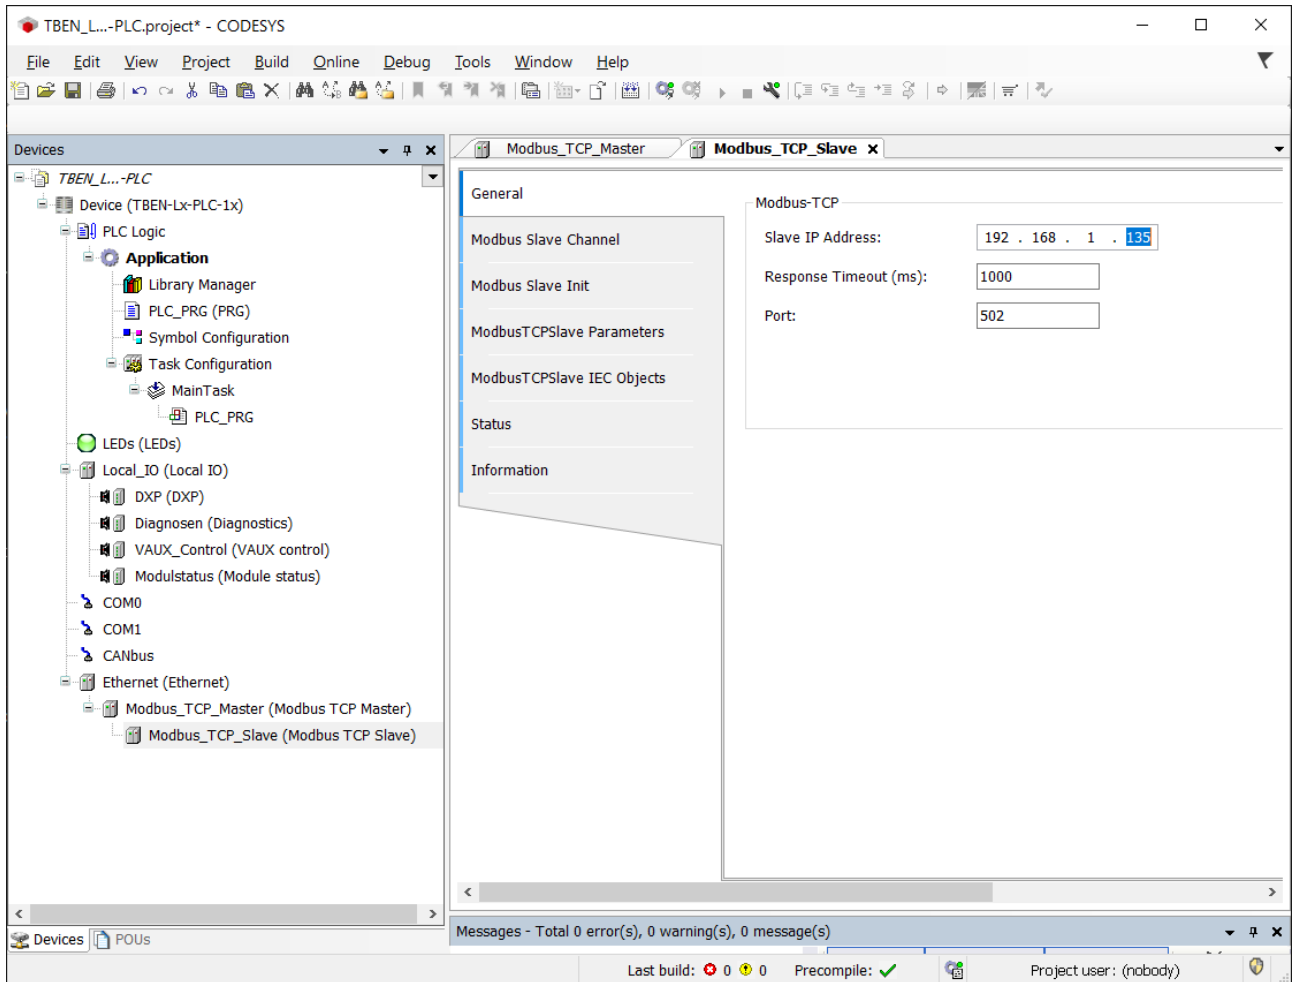 TBEN_L...-PLC.project* - CODESYS
File Edit View Project Build Online Debug Tools Window Help
Devices
TBEN_L...-PLC
Device (TBEN-Lx-PLC-1x)
PLC Logic
Application
Library Manager
PLC_PRG (PRG)
Symbol Configuration
Task Configuration
MainTask
PLC_PRG
LEDs (LEDs)
Local_IO (Local IO)
DXP (DXP)
Diagnosen (Diagnostics)
VAUX_Control (VAUX control)
Modulstatus (Module status)
COM0
COM1
CANbus
Ethernet (Ethernet)
Modbus_TCP_Master (Modbus TCP Master)
Modbus_TCP_Slave (Modbus TCP Slave)
Devices POUs
Modbus_TCP_Master Modbus_TCP_Slave
General
Modbus Slave Channel
Modbus Slave Init
ModbusTCPSlave Parameters
ModbusTCPSlave IEC Objects
Status
Information
Modbus-TCP
Slave IP Address: 192 . 168 . 1 . 135
Response Timeout (ms): 1000
Port: 502
Messages - Total 0 error(s), 0 warning(s), 0 message(s)
Last build: 0 0 Precompile: Project user: (nobody)